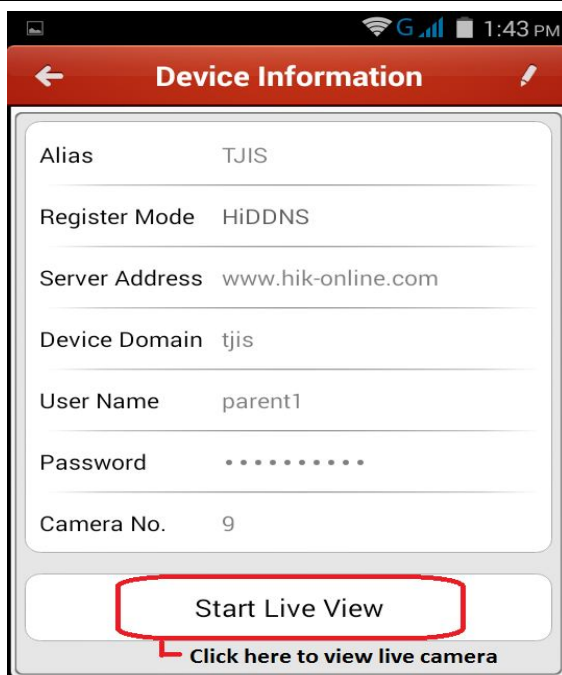 G 1:43 PM
Device Information
Alias TJIS
Register Mode HiDDNS
Server Address www.hik-online.com
Device Domain tjis
User Name parent1
Password ••••••••••
Camera No. 9
Start Live View
Click here to view live camera